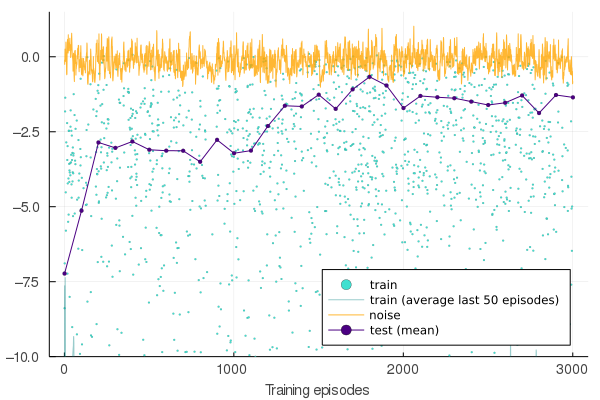 0.0
−2.5
−5.0
−7.5
−10.0
train
train (average last 50 episodes)
noise
test (mean)
0
1000
2000
3000
Training episodes